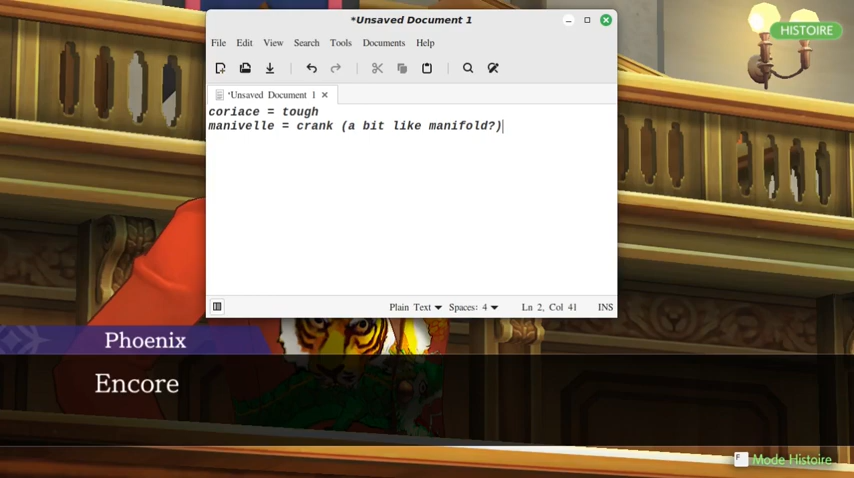 *Unsaved Document 1
HISTOIRE
File Edit View Search Tools Documents Help
*Unsaved Document 1
coriace = tough
manivelle = crank (a bit like manifold?)
Plain Text Spaces: 4 Ln 2, Col 41 INS
Phoenix
Encore
F Mode Histoire